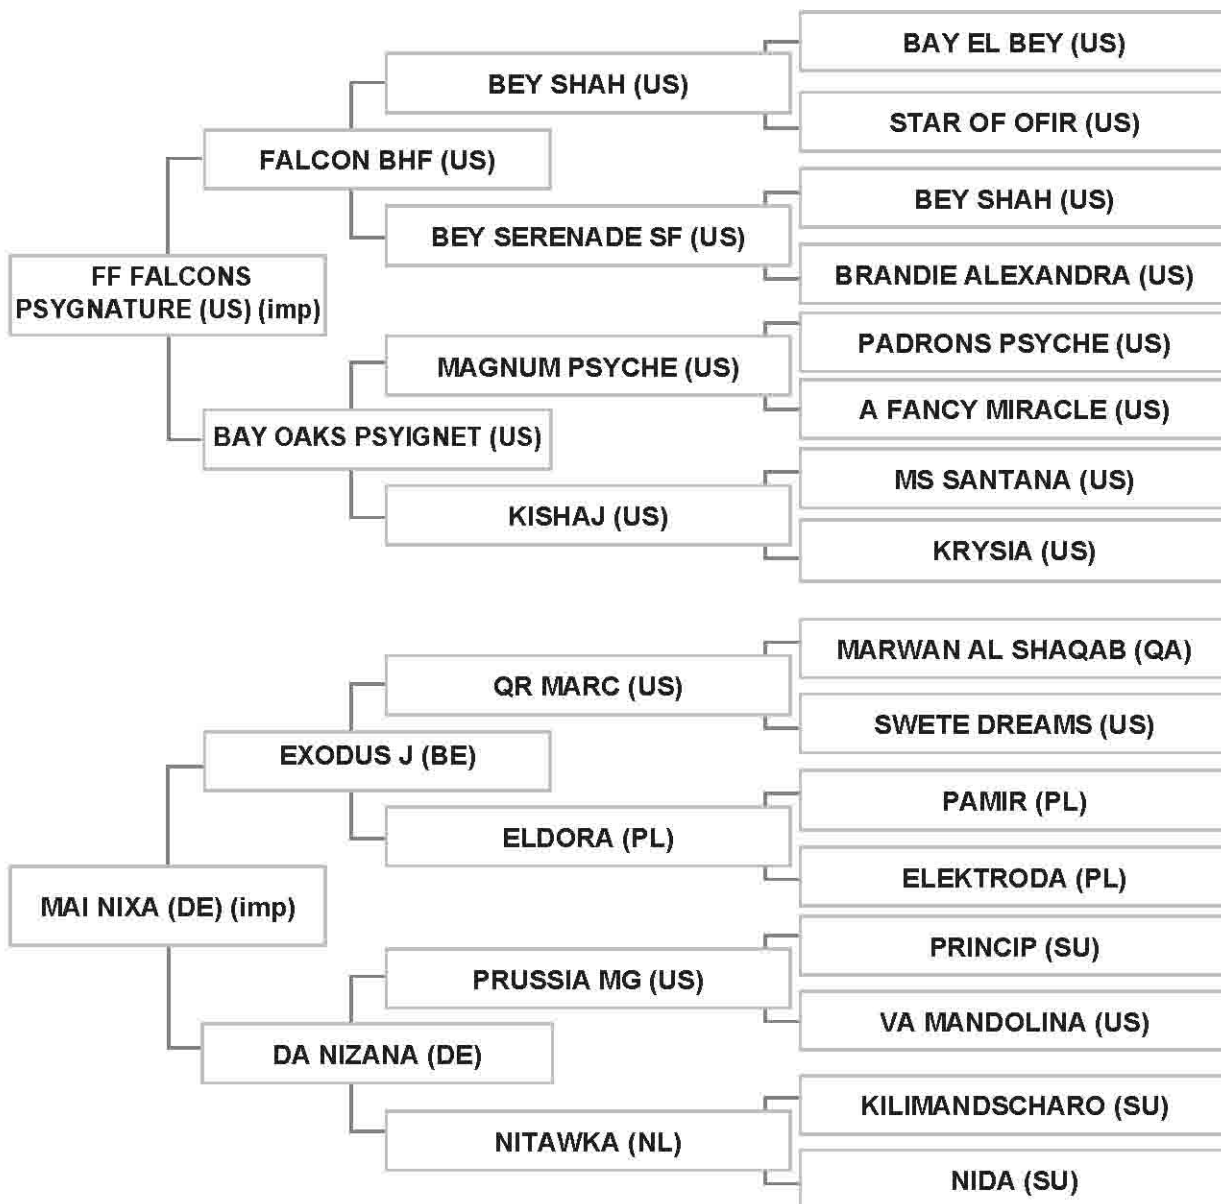 BAY EL BEY (US)
BEY SHAH (US)
STAR OF OFIR (US)
FALCON BHF (US)
BEY SHAH (US)
BEY SERENADE SF (US)
BRANDIE ALEXANDRA (US)
FF FALCONS
PSYGNATURE (US) (imp)
PADRONS PSYCHE (US)
MAGNUM PSYCHE (US)
A FANCY MIRACLE (US)
BAY OAKS PSYIGNET (US)
MS SANTANA (US)
KISHAJ (US)
KRYSIA (US)
MARWAN AL SHAQAB (QA)
QR MARC (US)
SWETE DREAMS (US)
EXODUS J (BE)
PAMIR (PL)
ELDORA (PL)
ELEKTRODA (PL)
MAI NIXA (DE) (imp)
PRINCIP (SU)
PRUSSIA MG (US)
VA MANDOLINA (US)
DA NIZANA (DE)
KILIMANDSCHARO (SU)
NITAWKA (NL)
NIDA (SU)